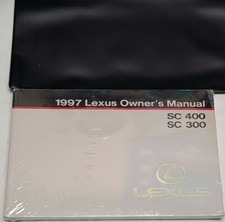 1997 Lexus Owner's Manual
SC 400
SC 300
LEXUS